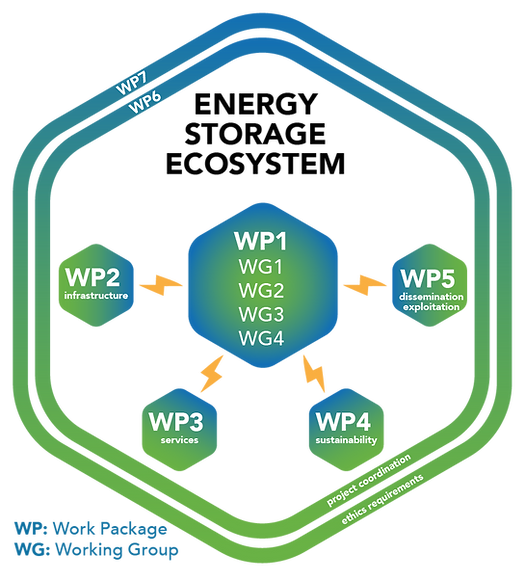 WP7
WP6
ENERGY
STORAGE
ECOSYSTEM
WP1
WG1
WG2
WG3
WG4
WP2
infrastructure
WP5
dissemination
exploitation
WP3
services
WP4
sustainability
project coordination
ethics requirements
WP: Work Package
WG: Working Group